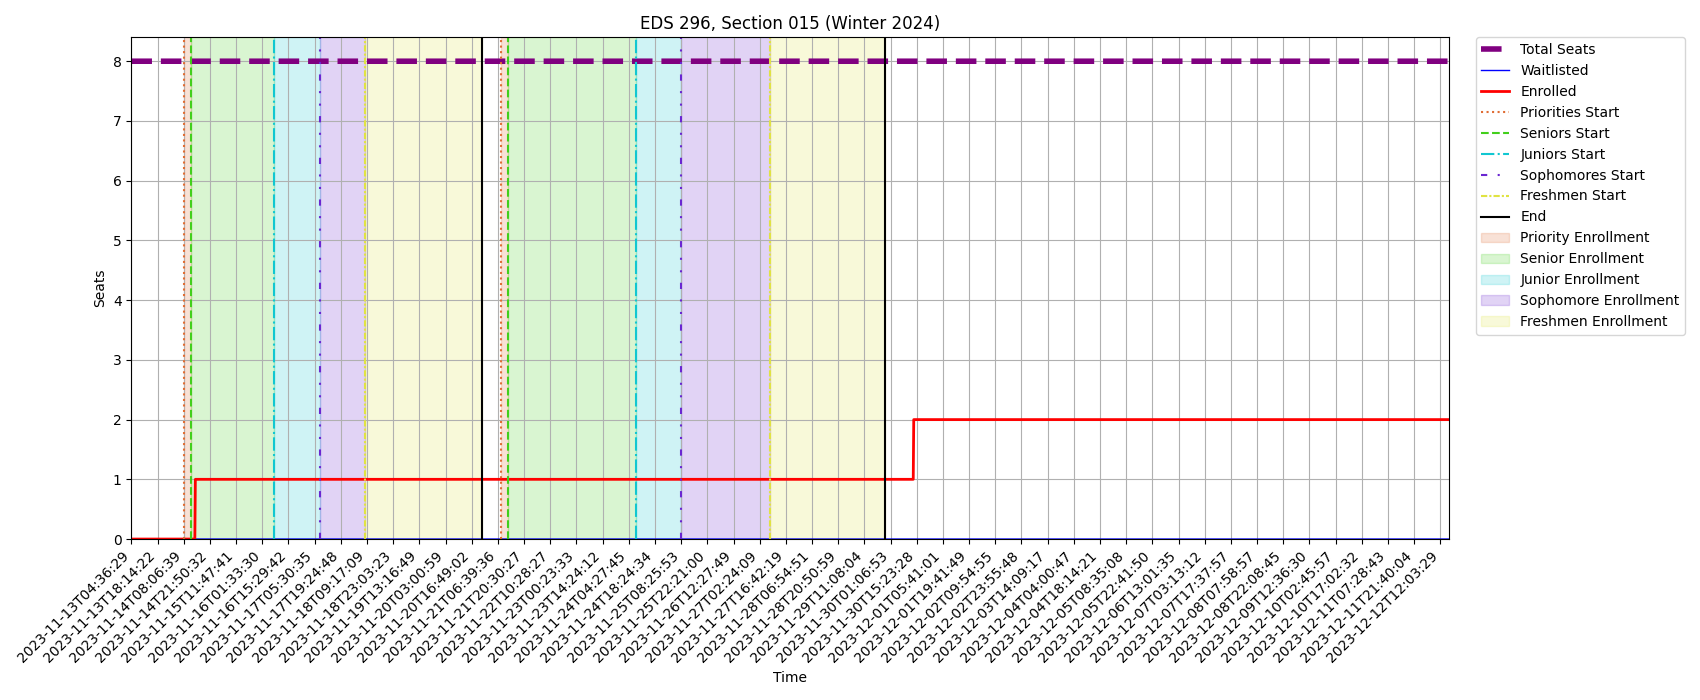 EDS 296, Section 015 (Winter 2024)
Seats
8
7
6
5
4
3
2
1
0
2023-11-13T04:36:29
2023-11-13T18:14:22
2023-11-14T08:06:39
2023-11-14T21:50:32
2023-11-15T11:47:41
2023-11-16T01:33:30
2023-11-16T15:29:42
2023-11-17T05:30:35
2023-11-17T19:24:48
2023-11-18T09:17:09
2023-11-18T23:03:23
2023-11-19T13:16:49
2023-11-20T03:00:59
2023-11-20T16:49:02
2023-11-21T06:39:36
2023-11-21T20:30:27
2023-11-22T10:28:27
2023-11-23T00:23:33
2023-11-23T14:24:12
2023-11-24T04:27:45
2023-11-24T18:24:34
2023-11-25T08:25:53
2023-11-25T22:21:00
2023-11-26T12:27:49
2023-11-27T02:24:09
2023-11-27T16:42:19
2023-11-28T06:54:51
2023-11-28T20:50:59
2023-11-29T11:08:04
2023-11-30T01:06:53
2023-11-30T15:23:28
2023-12-01T05:41:01
2023-12-01T19:41:49
2023-12-02T09:54:55
2023-12-02T23:55:48
2023-12-03T14:09:17
2023-12-04T04:00:47
2023-12-04T18:14:21
2023-12-05T08:35:08
2023-12-05T22:41:50
2023-12-06T13:01:35
2023-12-07T03:13:12
2023-12-07T17:37:57
2023-12-08T07:58:57
2023-12-08T22:08:45
2023-12-09T12:36:30
2023-12-10T02:45:57
2023-12-10T17:02:32
2023-12-11T07:28:43
2023-12-11T21:40:04
2023-12-12T12:03:29
Time
Total Seats
Waitlisted
Enrolled
Priorities Start
Seniors Start
Juniors Start
Sophomores Start
Freshmen Start
End
Priority Enrollment
Senior Enrollment
Junior Enrollment
Sophomore Enrollment
Freshmen Enrollment